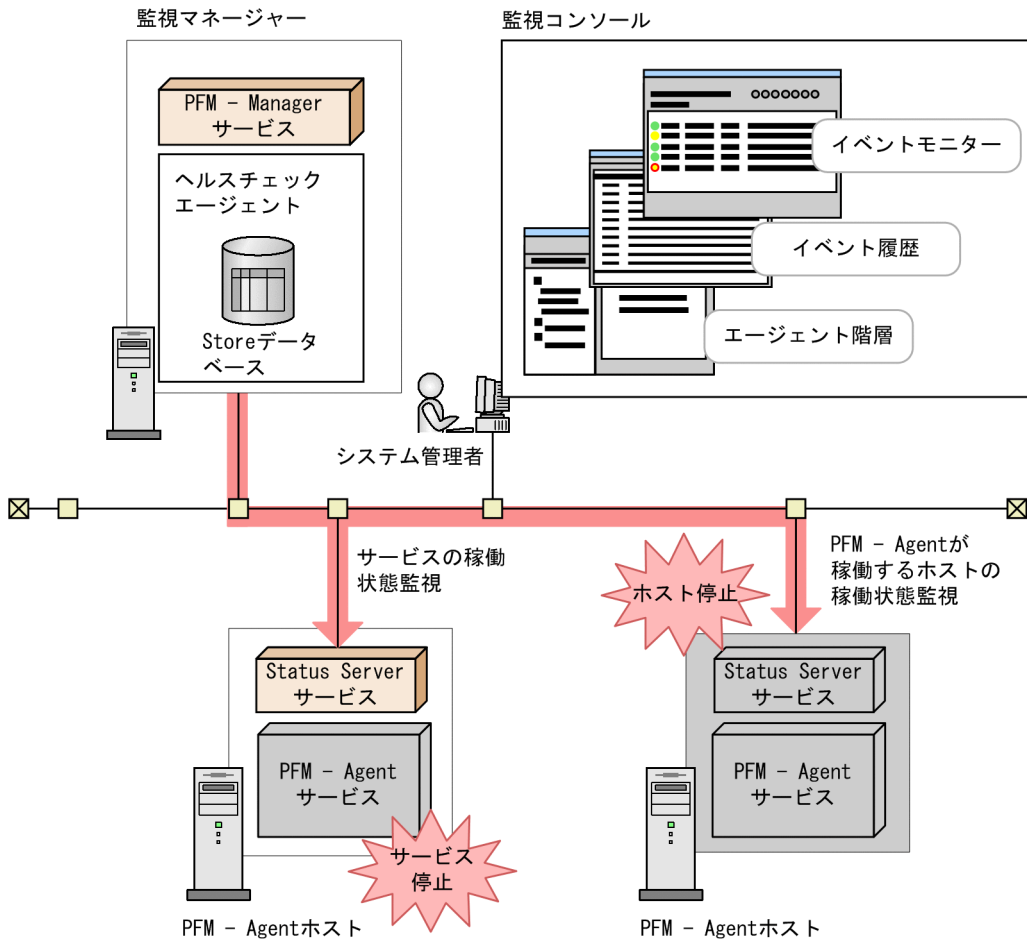 監視マネージャー
監視コンソール
PFM − Manager
サービス
ヘルスチェック
エージェント
Storeデータ
ベース
イベントモニター
イベント履歴
エージェント階層
システム管理者
サービスの稼働
状態監視
ホスト停止
PFM − Agentが
稼働するホストの
稼働状態監視
Status Server
サービス
PFM − Agent
サービス
サービス
停止
PFM − Agentホスト
Status Server
サービス
PFM − Agent
サービス
PFM − Agentホスト